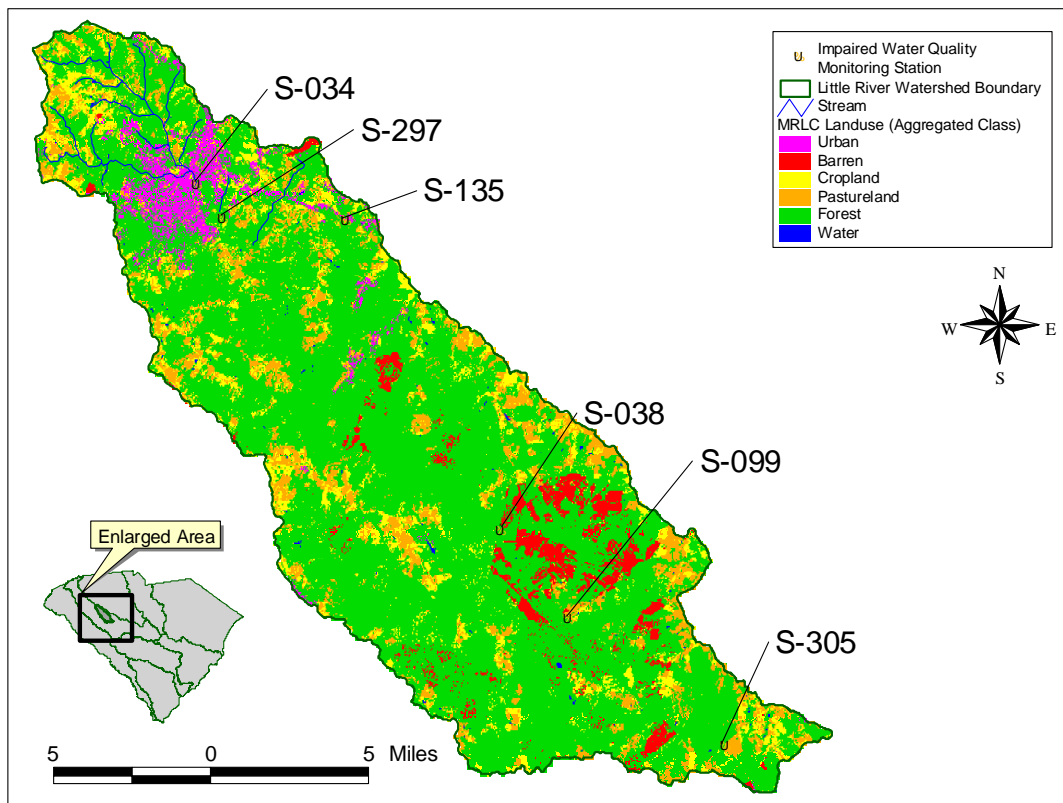 S-034
S-297
S-135
S-038
S-099
S-305
U Impaired Water Quality
Monitoring Station
Little River Watershed Boundary
Stream
MRLC Landuse (Aggregated Class)
Urban
Barren
Cropland
Pastureland
Forest
Water
N
W E
S
Enlarged Area
5 0 5 Miles